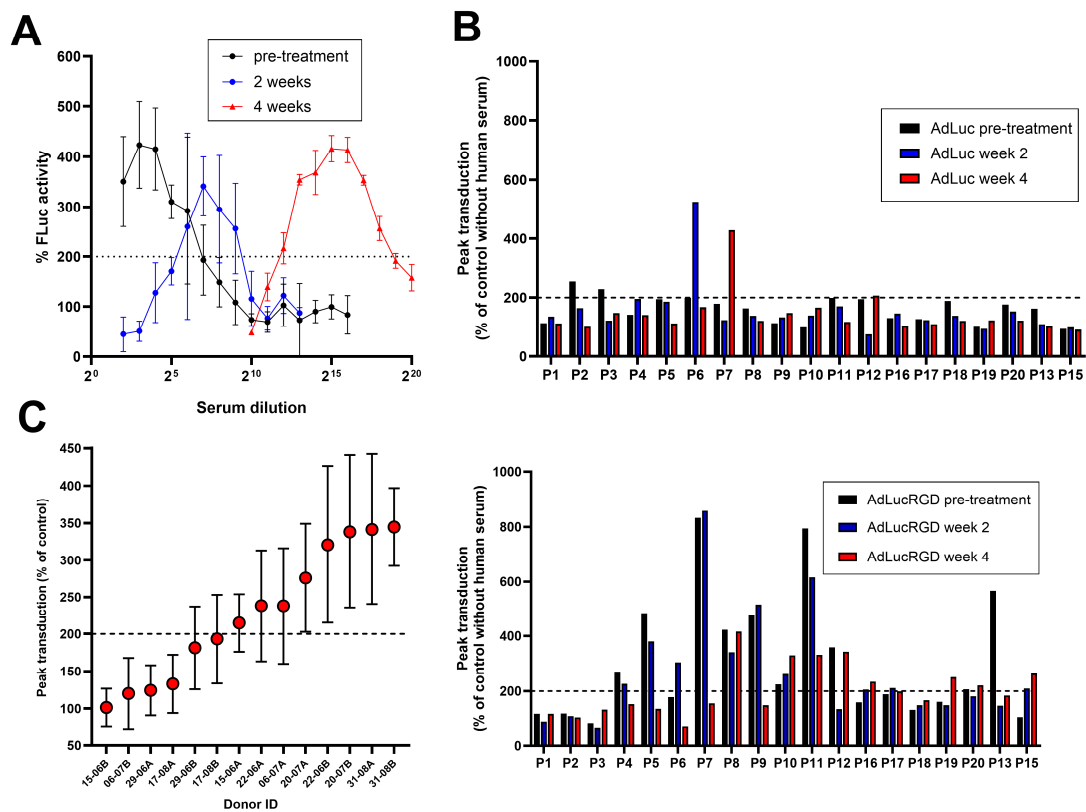 A
pre-treatment
2 weeks
4 weeks
600
500
400
300
200
100
0
% FLuc activity
2^0
2^5
2^10
2^15
2^20
Serum dilution
B
1000
800
600
400
200
0
Peak transduction
(% of control without human serum)
AdLuc pre-treatment
AdLuc week 2
AdLuc week 4
P1 P2 P3 P4 P5 P6 P7 P8 P9 P10 P11 P12 P16 P17 P18 P19 P20 P13 P15
C
450
400
350
300
250
200
150
100
50
Peak transduction (% of control)
15-06B 06-07B 29-06A 17-08A 29-06B 17-08B 15-06A 22-06A 06-07A 20-07A 22-06B 20-07B 31-08A 31-08B
Donor ID
1000
800
600
400
200
0
Peak transduction
(% of control without human serum)
AdLucRGD pre-treatment
AdLucRGD week 2
AdLucRGD week 4
P1 P2 P3 P4 P5 P6 P7 P8 P9 P10 P11 P12 P16 P17 P18 P19 P20 P13 P15